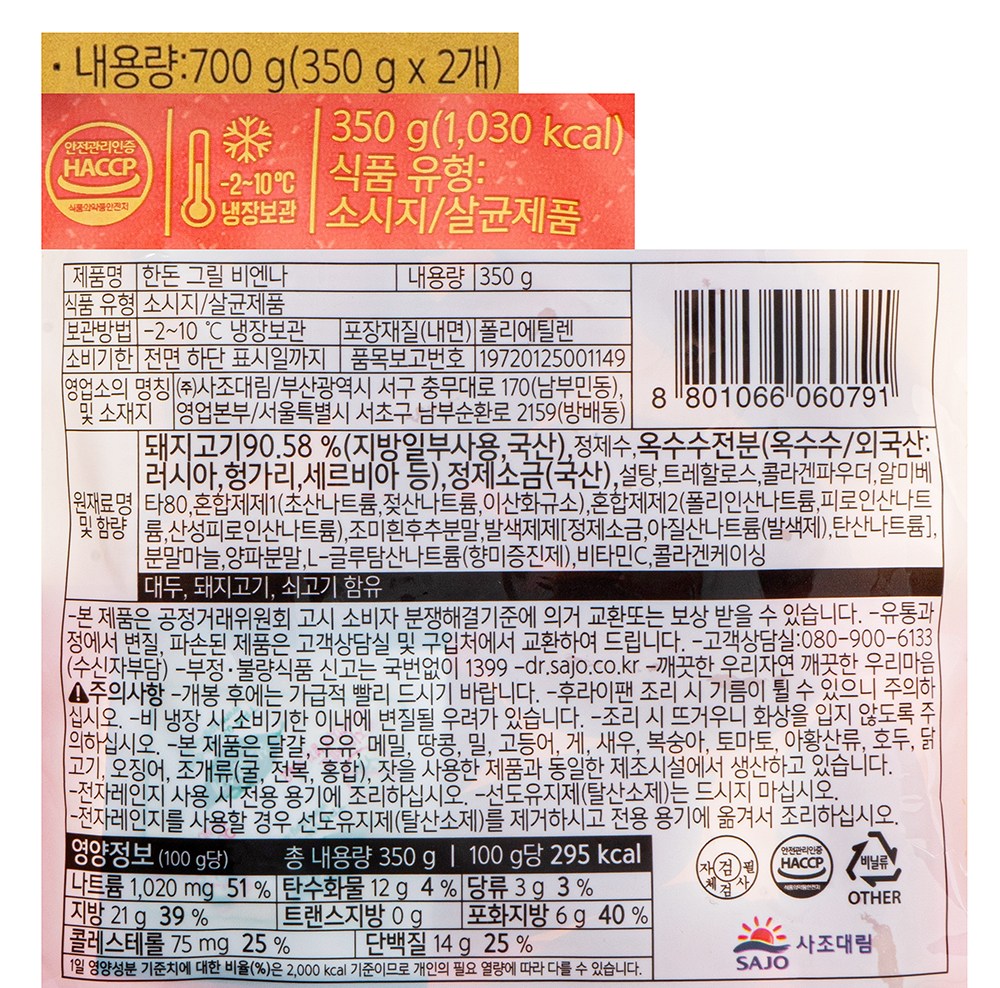 · 내용량:700 g(350 g x 2개)
안전관리인증
HACCP
식품의약품안전처
-2~10℃
냉장보관
350 g(1,030 kcal)
식품 유형:
소시지/살균제품
제품명 한돈 그릴 비엔나 내용량 350 g
식품 유형 소시지/살균제품
보관방법 -2~10 ℃ 냉장보관 포장재질(내면) 폴리에틸렌
소비기한 전면 하단 표시일까지 품목보고번호 19720125001149
영업소의 명칭 및 소재지 ㈜사조대림/부산광역시 서구 충무대로 170(남부민동),
영업본부/서울특별시 서초구 남부순환로 2159(방배동)
8 801066 060791
원재료명 및 함량
돼지고기90.58 %(지방일부사용,국산),정제수,옥수수전분(옥수수/외국산:
러시아,헝가리,세르비아 등),정제소금(국산),설탕,트레할로스,콜라겐파우더,알미베
타80,혼합제제1(초산나트륨,젖산나트륨,이산화규소),혼합제제2(폴리인산나트륨,피로인산나트
륨,산성피로인산나트륨),조미흰후추분말,발색제제[정제소금,아질산나트륨(발색제),탄산나트륨],
분말마늘,양파분말,L-글루탐산나트륨(향미증진제),비타민C,콜라겐케이싱
대두, 돼지고기, 쇠고기 함유
-본 제품은 공정거래위원회 고시 소비자 분쟁해결기준에 의거 교환또는 보상 받을 수 있습니다. -유통과
정에서 변질, 파손된 제품은 고객상담실 및 구입처에서 교환하여 드립니다. -고객상담실:080-900-6133
(수신자부담) -부정·불량식품 신고는 국번없이 1399 -dr.sajo.co.kr -깨끗한 우리자연 깨끗한 우리마음
⚠주의사항 -개봉 후에는 가급적 빨리 드시기 바랍니다. -후라이팬 조리 시 기름이 튈 수 있으니 주의하
십시오. -비 냉장 시 소비기한 이내에 변질될 우려가 있습니다. -조리 시 뜨거우니 화상을 입지 않도록 주
의하십시오. -본 제품은 달걀, 우유, 메밀, 땅콩, 밀, 고등어, 게, 새우, 복숭아, 토마토, 아황산류, 호두, 닭
고기, 오징어, 조개류(굴, 전복, 홍합), 잣을 사용한 제품과 동일한 제조시설에서 생산하고 있습니다.
-전자레인지 사용 시 전용 용기에 조리하십시오. -선도유지제(탈산소제)는 드시지 마십시오.
-전자레인지를 사용할 경우 선도유지제(탈산소제)를 제거하시고 전용 용기에 옮겨서 조리하십시오.
영양정보 (100 g당) 총 내용량 350 g | 100 g당 295 kcal
나트륨 1,020 mg 51 % 탄수화물 12 g 4 % 당류 3 g 3 %
지방 21 g 39 % 트랜스지방 0 g 포화지방 6 g 40 %
콜레스테롤 75 mg 25 % 단백질 14 g 25 %
1일 영양성분 기준치에 대한 비율(%)은 2,000 kcal 기준이므로 개인의 필요 열량에 따라 다를 수 있습니다.
자체검사필
검
안전관리인증
HACCP
식품의약품안전처
비닐류
OTHER
SAJO 사조대림